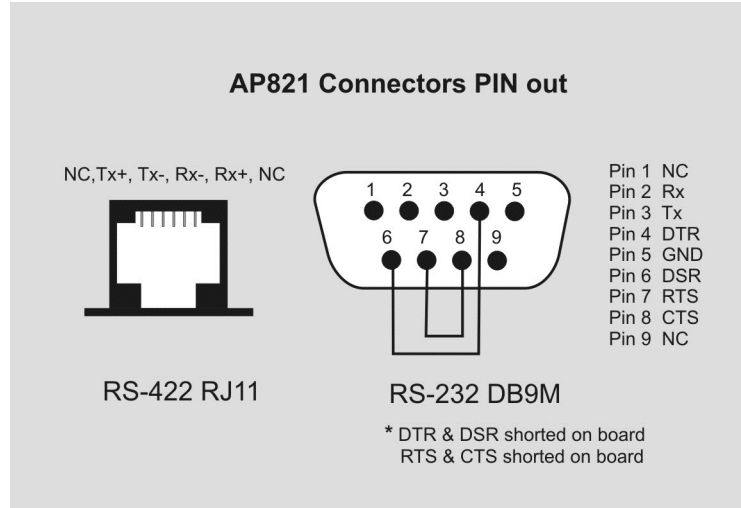 AP821 Connectors PIN out
NC,Tx+, Tx-, Rx-, Rx+, NC
1 2 3 4 5
6 7 8 9
Pin 1 NC
Pin 2 Rx
Pin 3 Tx
Pin 4 DTR
Pin 5 GND
Pin 6 DSR
Pin 7 RTS
Pin 8 CTS
Pin 9 NC
RS-422 RJ11
RS-232 DB9M
* DTR & DSR shorted on board
RTS & CTS shorted on board